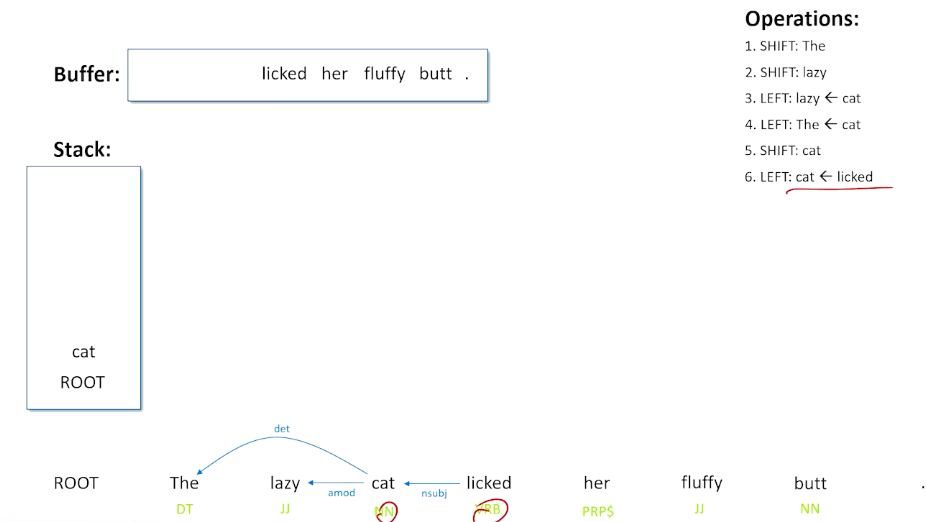 Operations:
1. SHIFT: The
2. SHIFT: lazy
3. LEFT: lazy ← cat
4. LEFT: The ← cat
5. SHIFT: cat
6. LEFT: cat ← licked
Buffer: licked her fluffy butt .
Stack:
cat
ROOT
det
ROOT The lazy cat licked her fluffy butt .
amod nsubj
DT JJ NN VRB PRP$ JJ NN